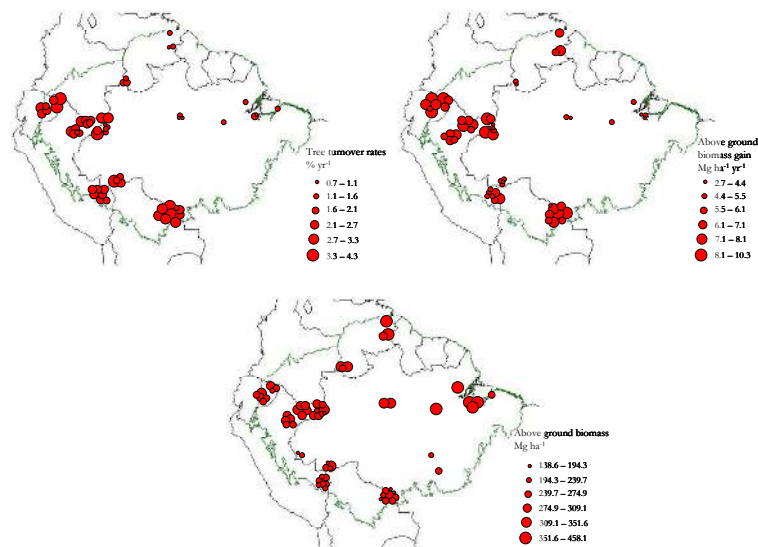 Tree turnover rates
% yr-1
0.7 – 1.1
1.1 – 1.6
1.6 – 2.1
2.1 – 2.7
2.7 – 3.3
3.3 – 4.3
Above ground
biomass gain
Mg ha-1 yr-1
2.7 – 4.4
4.4 – 5.5
5.5 – 6.1
6.1 – 7.1
7.1 – 8.1
8.1 – 10.3
Above ground biomass
Mg ha-1
138.6 – 194.3
194.3 – 239.7
239.7 – 274.9
274.9 – 309.1
309.1 – 351.6
351.6 – 458.1